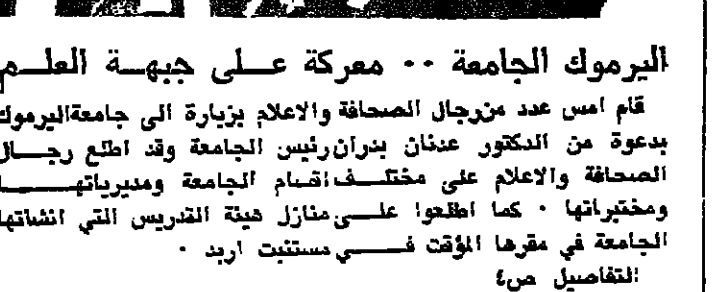 اليرموك الجامعة .. معركة على جبهة العلم
قام امس عدد من رجال الصحافة والاعلام بزيارة الى جامعة اليرموك
بدعوة من الدكتور عدنان بدران رئيس الجامعة وقد اطلع رجال
الصحافة والاعلام على مختلف اقسام الجامعة ومديرياتها
ومختبراتها . كما اطلعوا على منازل هيئة التدريس التي انشاتها
الجامعة في مقرها المؤقت في مستنبت اربد .
التفاصيل ص٤